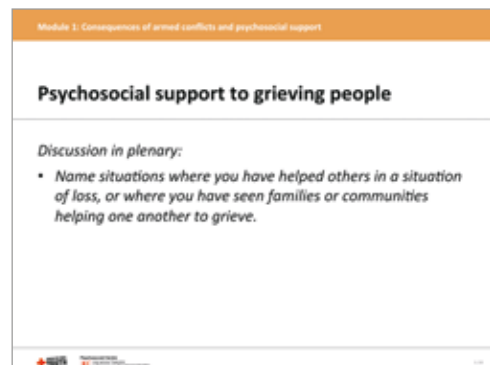 Module 1: Consequences of armed conflicts and psychosocial support
Psychosocial support to grieving people
Discussion in plenary:
• Name situations where you have helped others in a situation
of loss, or where you have seen families or communities
helping one another to grieve.
Psychosocial Centre